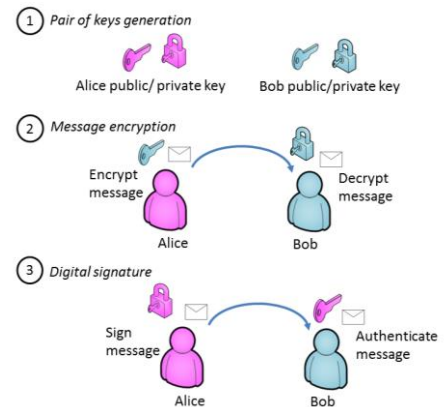 1 Pair of keys generation
Alice public/ private key
Bob public/private key
2 Message encryption
Encrypt
message
Decrypt
message
Alice
Bob
3 Digital signature
Sign
message
Authenticate
message
Alice
Bob